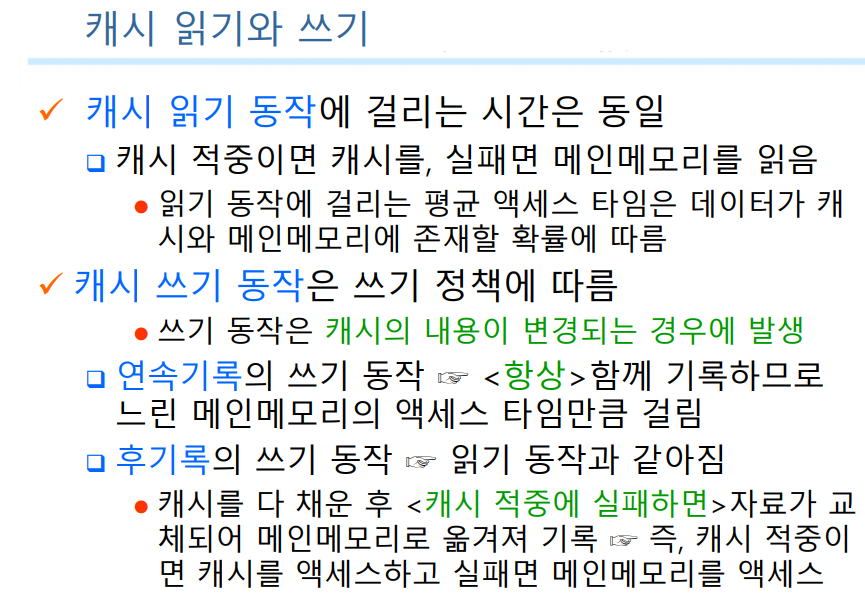 캐시 읽기와 쓰기
✓ 캐시 읽기 동작에 걸리는 시간은 동일
❑ 캐시 적중이면 캐시를, 실패면 메인메모리를 읽음
● 읽기 동작에 걸리는 평균 액세스 타임은 데이터가 캐
시와 메인메모리에 존재할 확률에 따름
✓ 캐시 쓰기 동작은 쓰기 정책에 따름
● 쓰기 동작은 캐시의 내용이 변경되는 경우에 발생
❑ 연속기록의 쓰기 동작 ☞ <항상>함께 기록하므로
느린 메인메모리의 액세스 타임만큼 걸림
❑ 후기록의 쓰기 동작 ☞ 읽기 동작과 같아짐
● 캐시를 다 채운 후 <캐시 적중에 실패하면>자료가 교
체되어 메인메모리로 옮겨져 기록 ☞ 즉, 캐시 적중이
면 캐시를 액세스하고 실패면 메인메모리를 액세스